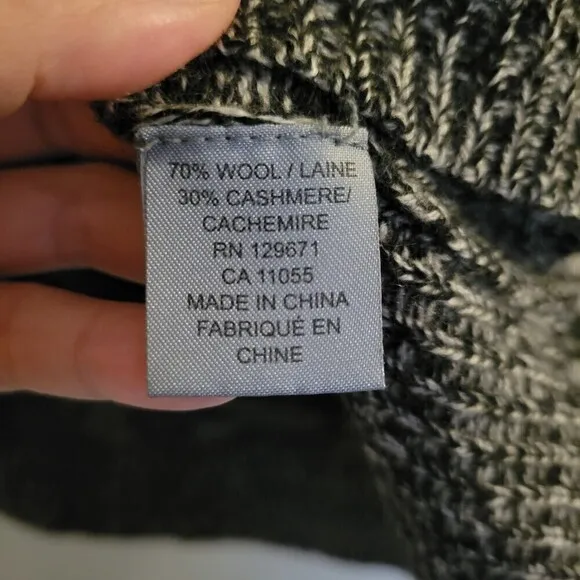 70% WOOL / LAINE
30% CASHMERE/
CACHEMIRE
RN 129671
CA 11055
MADE IN CHINA
FABRIQUÉ EN
CHINE